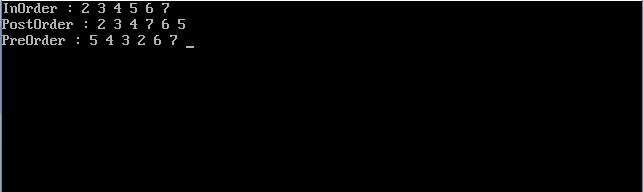 InOrder : 2 3 4 5 6 7
PostOrder : 2 3 4 7 6 5
PreOrder : 5 4 3 2 6 7 _